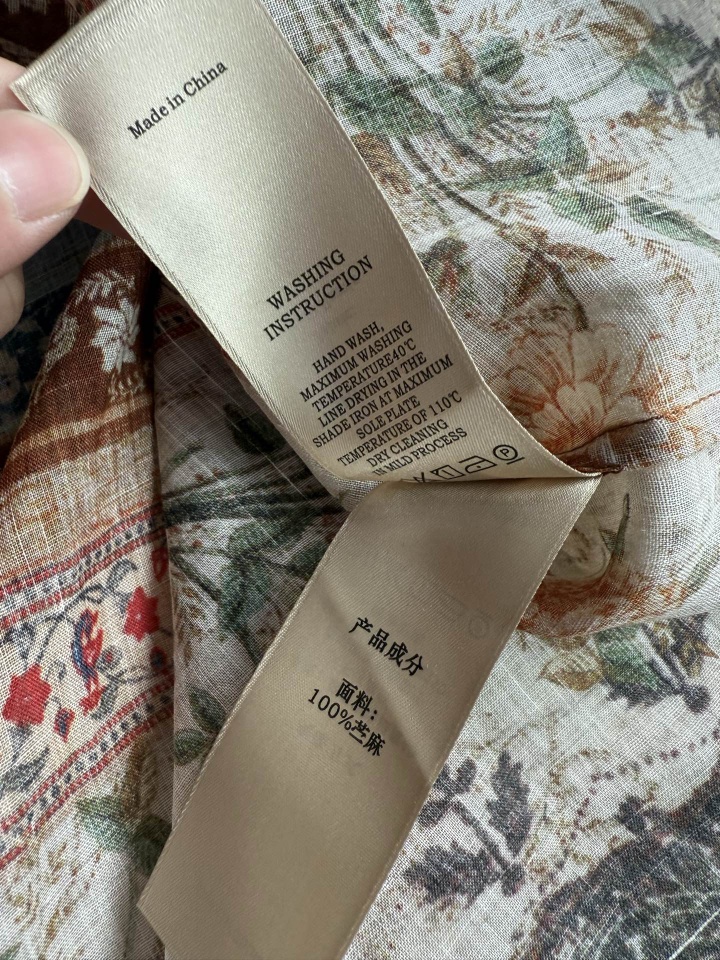 Made in China
WASHING
INSTRUCTION
HAND WASH,
MAXIMUM WASHING
TEMPERATURE40℃
LINE DRYING IN THE
SHADE IRON AT MAXIMUM
SOLE PLATE
TEMPERATURE OF 110℃
DRY CLEANING
IN MILD PROCESS
P
产品成分
面料:
100%苎麻